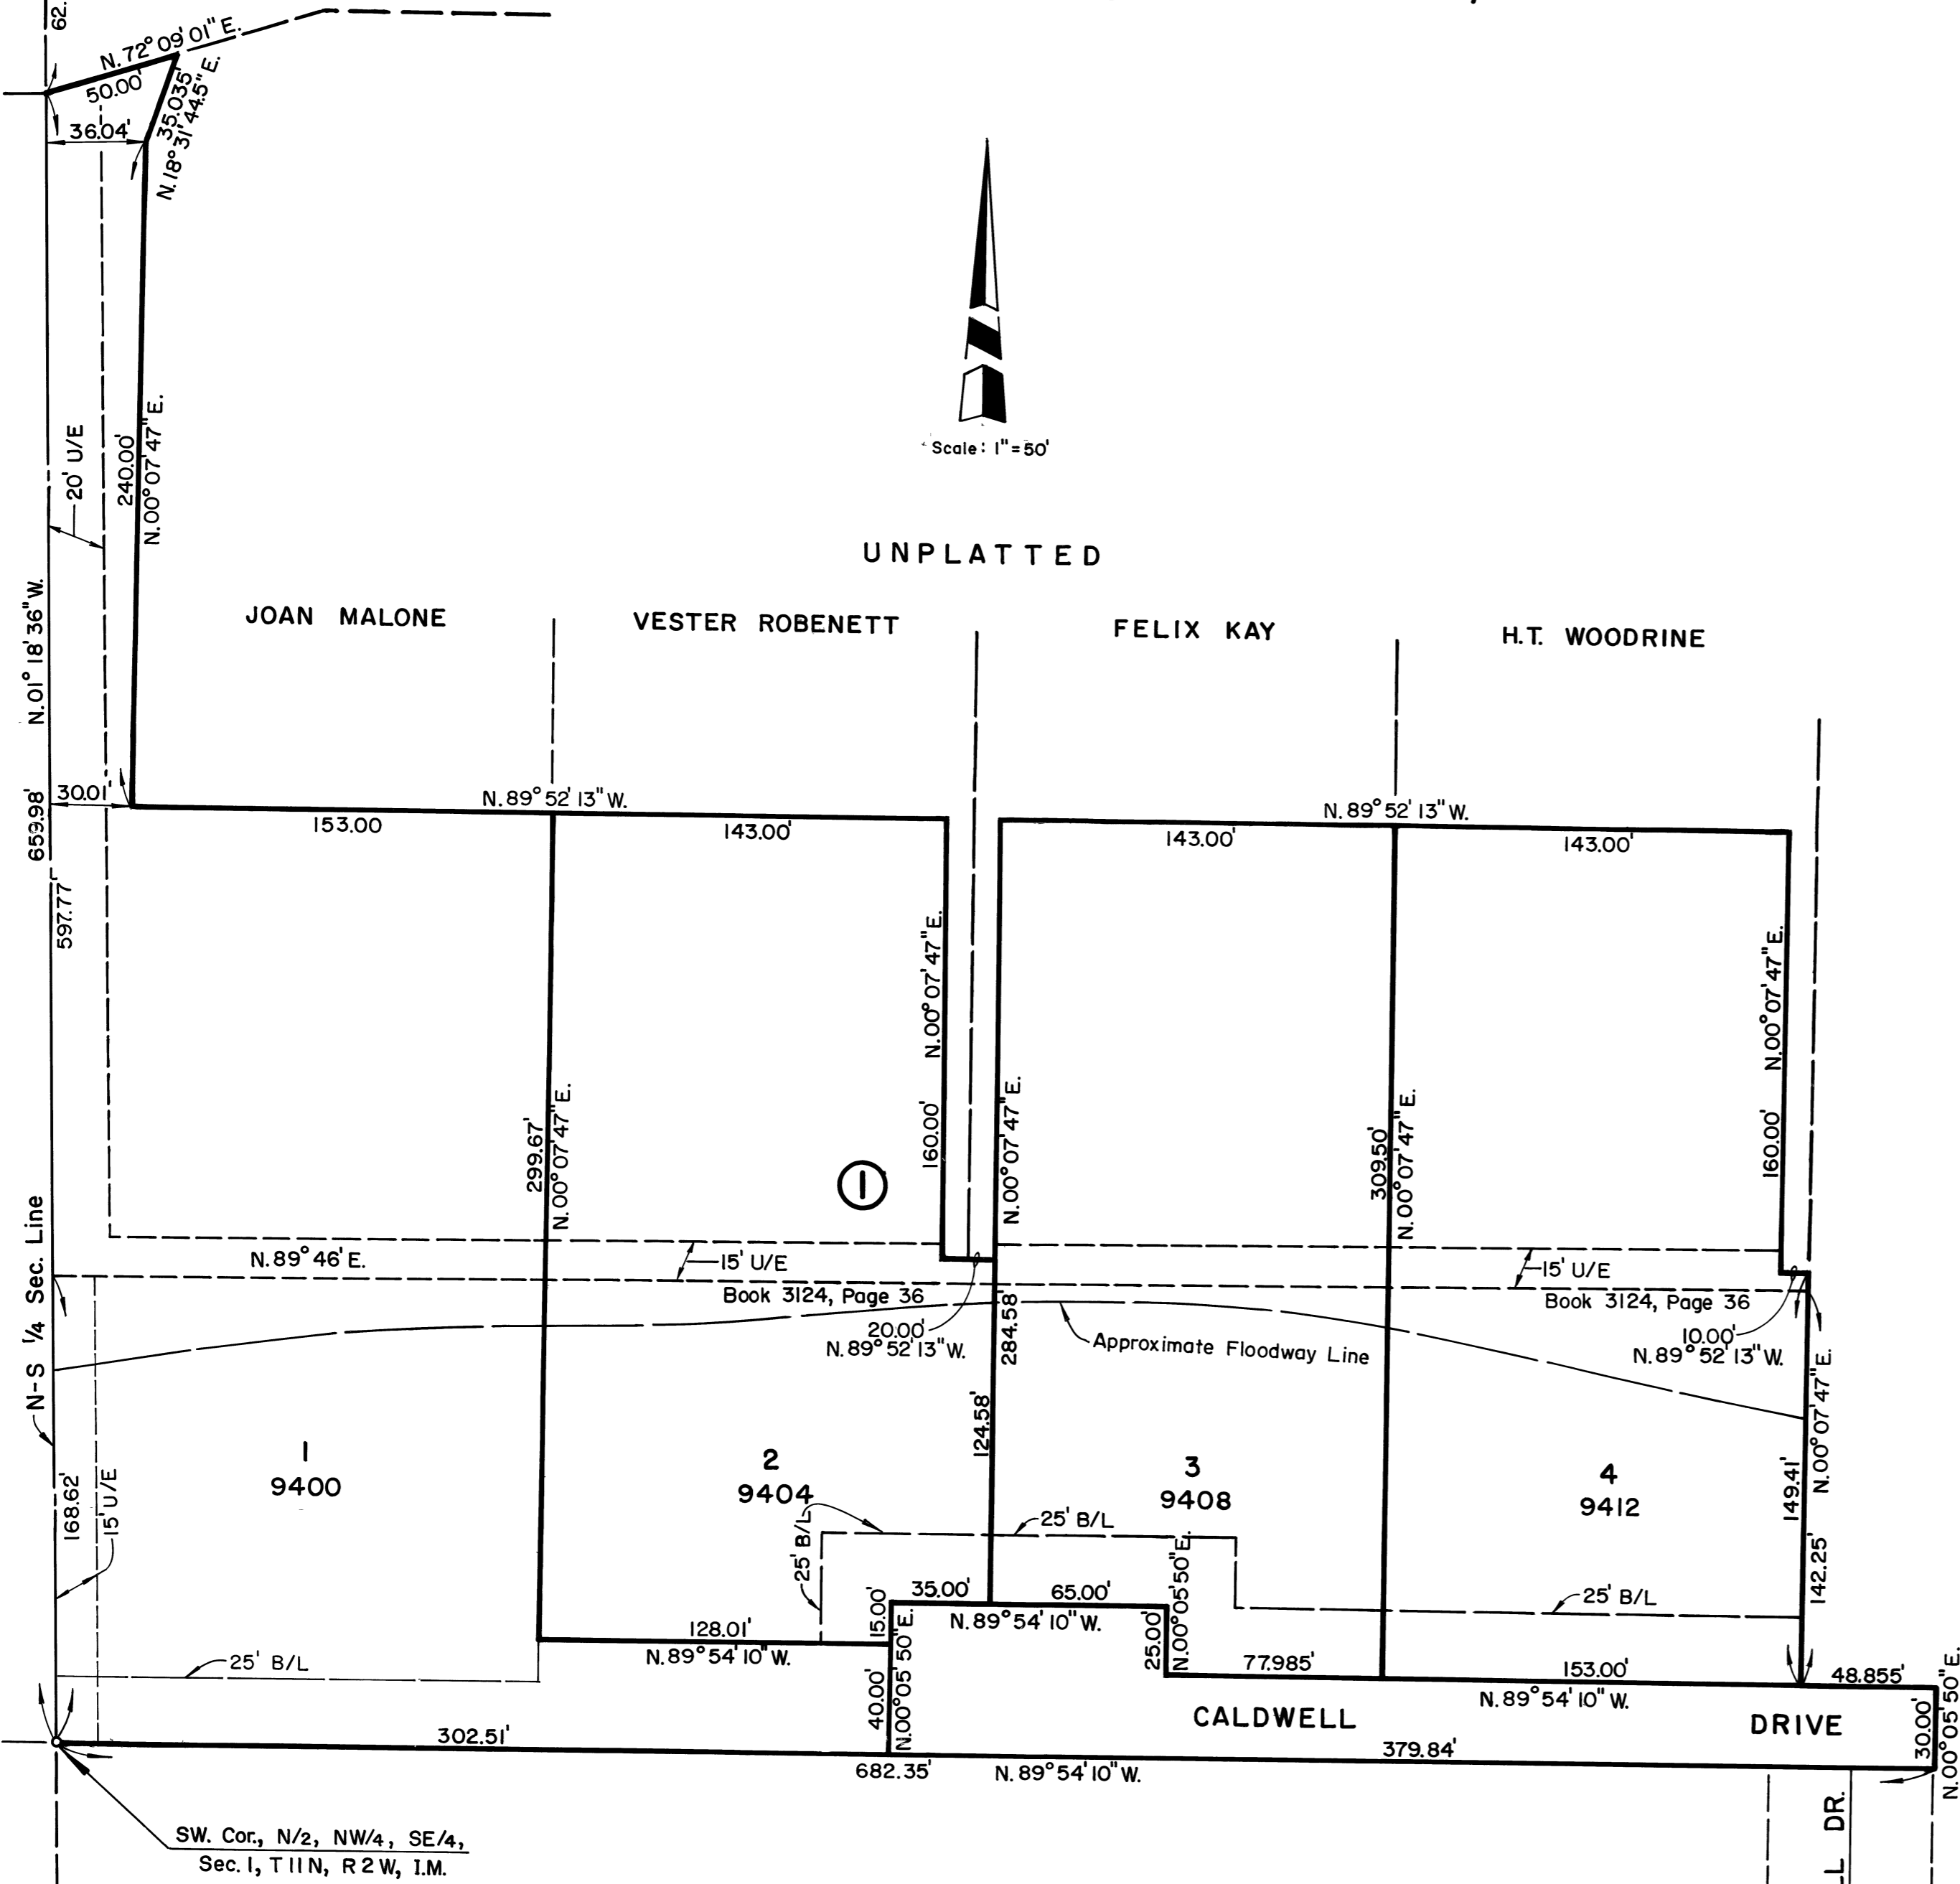 62.
N. 72° 09' 01" E.
50.00'
35.035'
N. 18° 31' 44.5" E.
36.04'
Scale: 1" = 50'
20' U/E
240.00'
N. 00° 07' 47" E.
UNPLATTED
N. 01° 18' 36" W.
JOAN MALONE
VESTER ROBENETT
FELIX KAY
H.T. WOODRINE
659.98'
30.01'
N. 89° 52' 13" W.
N. 89° 52' 13" W.
153.00
143.00'
143.00'
143.00'
597.77'
N. 00° 07' 47" E.
N. 00° 07' 47" E.
299.67'
N. 00° 07' 47" E.
160.00'
N. 00° 07' 47" E.
309.50'
N. 00° 07' 47" E.
160.00'
1
N-S 1/4 Sec. Line
N. 89° 46' E.
15' U/E
15' U/E
Book 3124, Page 36
Book 3124, Page 36
20.00'
N. 89° 52' 13" W.
284.58'
Approximate Floodway Line
10.00'
N. 89° 52' 13" W.
N. 00° 07' 47" E.
124.58'
1
9400
2
9404
3
9408
4
9412
168.62'
15' U/E
149.41'
142.25'
25' B/L
25' B/L
25' B/L
25' B/L
35.00'
65.00'
15.00'
N. 89° 54' 10" W.
N. 00° 05' 50" E.
25.00'
128.01'
N. 89° 54' 10" W.
N. 00° 05' 50" E.
40.00'
77.985'
153.00'
48.855'
N. 89° 54' 10" W.
CALDWELL DRIVE
30.00'
N. 00° 05' 50" E.
302.51'
379.84'
682.35'
N. 89° 54' 10" W.
SW. Cor., N/2, NW/4, SE/4,
Sec. 1, T 11 N, R 2 W, I.M.
LL DR.